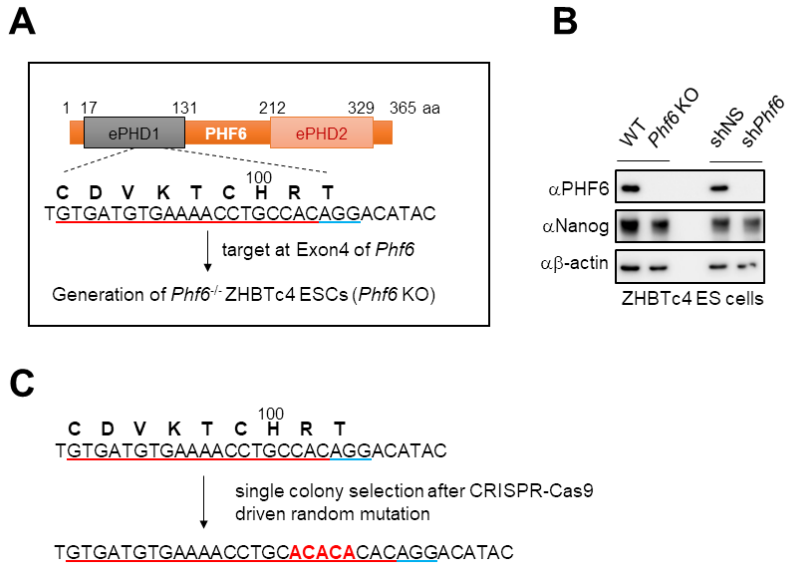 A
1 17 131 212 329 365 aa
ePHD1 PHF6 ePHD2
100
C D V K T C H R T
TGTGATGTGAAAACCTGCCACAGGACATAC
target at Exon4 of Phf6
Generation of Phf6-/- ZHBTc4 ESCs (Phf6 KO)
B
WT Phf6 KO shNS shPhf6
αPHF6
αNanog
αβ-actin
ZHBTc4 ES cells
C
100
C D V K T C H R T
TGTGATGTGAAAACCTGCCACAGGACATAC
single colony selection after CRISPR-Cas9
driven random mutation
TGTGATGTGAAAACCTGCACACACACAGGACATAC